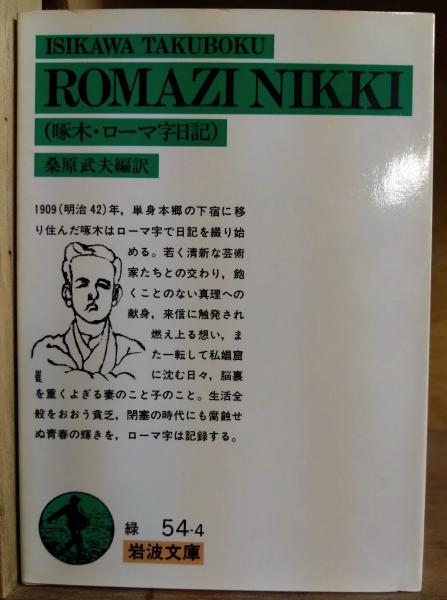 ISIKAWA TAKUBOKU
ROMAZI NIKKI
(啄木・ローマ字日記)
桑原武夫編訳
1909(明治42)年，単身本郷の下宿に移
り住んだ啄木はローマ字で日記を綴り始
める。若く清新な芸術
家たちとの交わり，飽
くことのない真理への
献身，来信に触発され
燃え上る想い，ま
た一転して私娼窟
に沈む日々，脳裏
を重くよぎる妻のこと子のこと。生活全
般をおおう貧乏，閉塞の時代にも腐蝕せ
ぬ青春の輝きを，ローマ字は記録する。
緑 54-4
岩波文庫